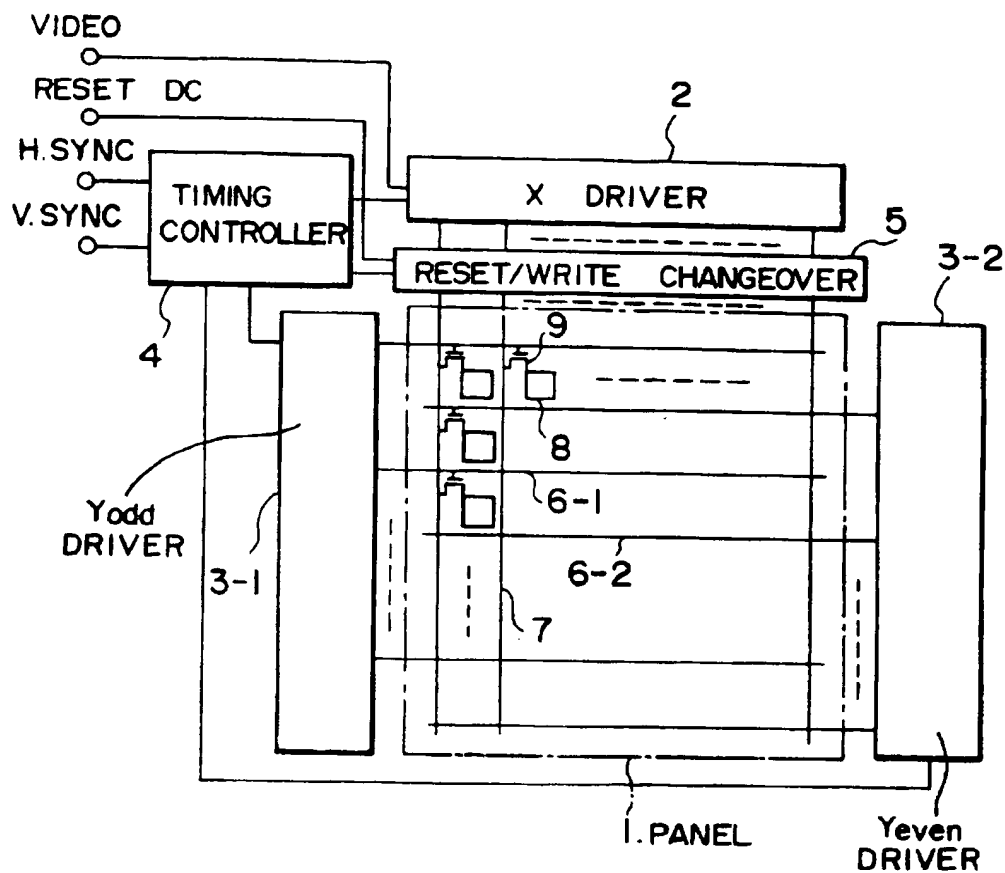 VIDEO
RESET DC
H.SYNC
V.SYNC
TIMING
CONTROLLER
4
2
X DRIVER
5
RESET/WRITE CHANGEOVER
3-2
9
8
6-1
6-2
7
Yodd
DRIVER
3-1
1. PANEL
Yeven
DRIVER